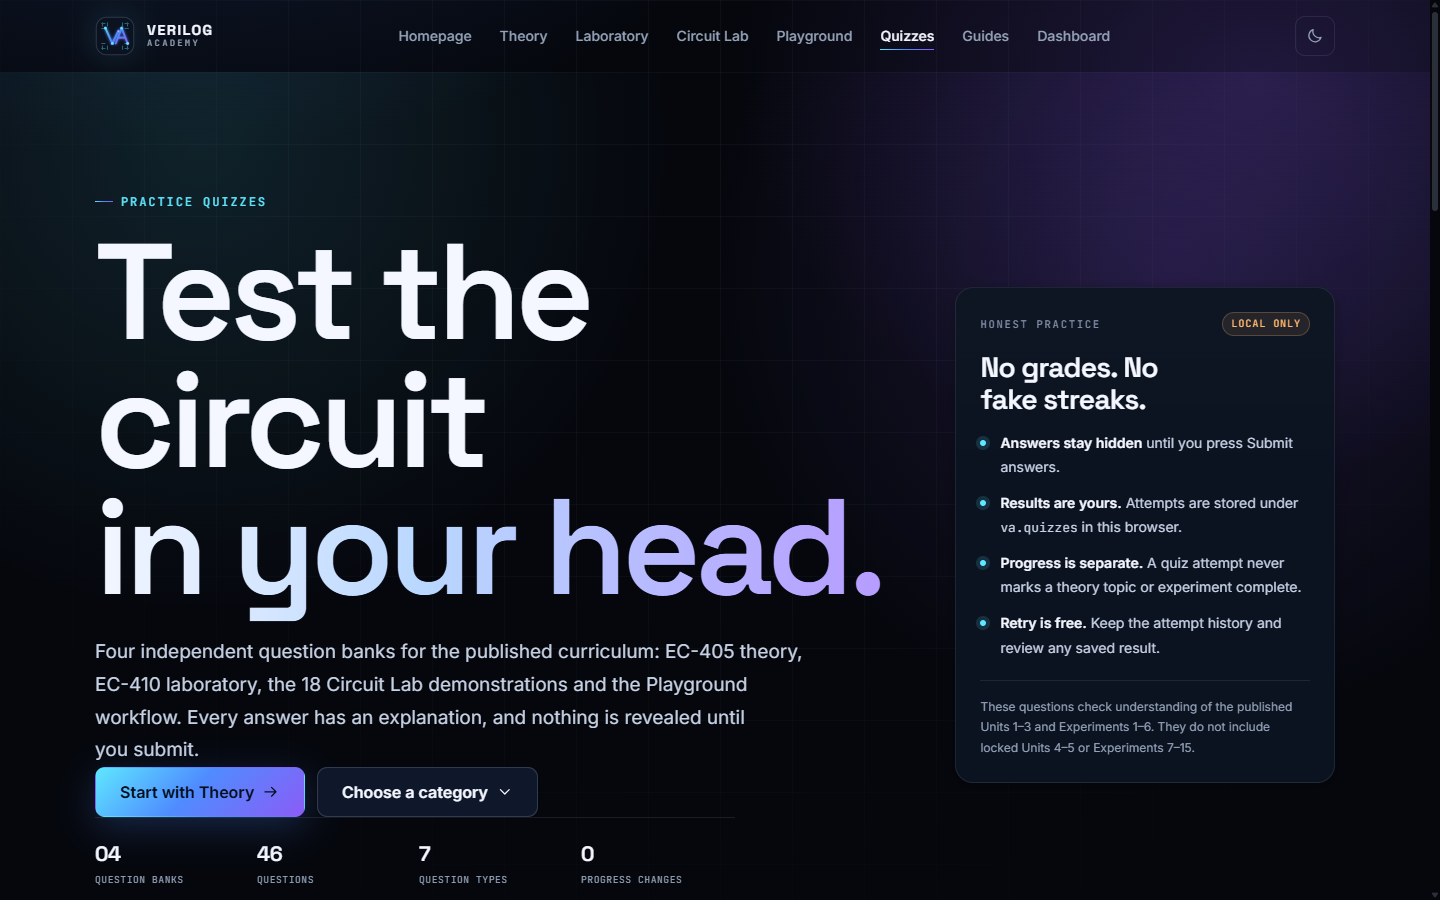 VERILOG
ACADEMY
Homepage Theory Laboratory Circuit Lab Playground Quizzes Guides Dashboard
PRACTICE QUIZZES
Test the
circuit
in your head.
Four independent question banks for the published curriculum: EC-405 theory,
EC-410 laboratory, the 18 Circuit Lab demonstrations and the Playground
workflow. Every answer has an explanation, and nothing is revealed until
you submit.
Start with Theory →
Choose a category
04 46 7 0
QUESTION BANKS QUESTIONS QUESTION TYPES PROGRESS CHANGES
HONEST PRACTICE LOCAL ONLY
No grades. No
fake streaks.
Answers stay hidden until you press Submit
answers.
Results are yours. Attempts are stored under
va.quizzes in this browser.
Progress is separate. A quiz attempt never
marks a theory topic or experiment complete.
Retry is free. Keep the attempt history and
review any saved result.
These questions check understanding of the published
Units 1–3 and Experiments 1–6. They do not include
locked Units 4–5 or Experiments 7–15.